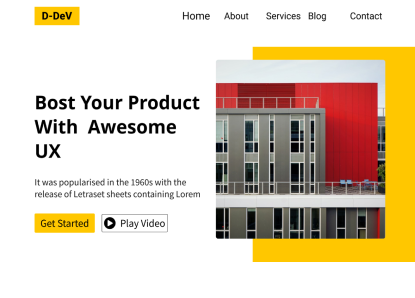 D-DeV
Home About Services Blog Contact
Bost Your Product
With Awesome
UX
It was popularised in the 1960s with the
release of Letraset sheets containing Lorem
Get Started Play Video